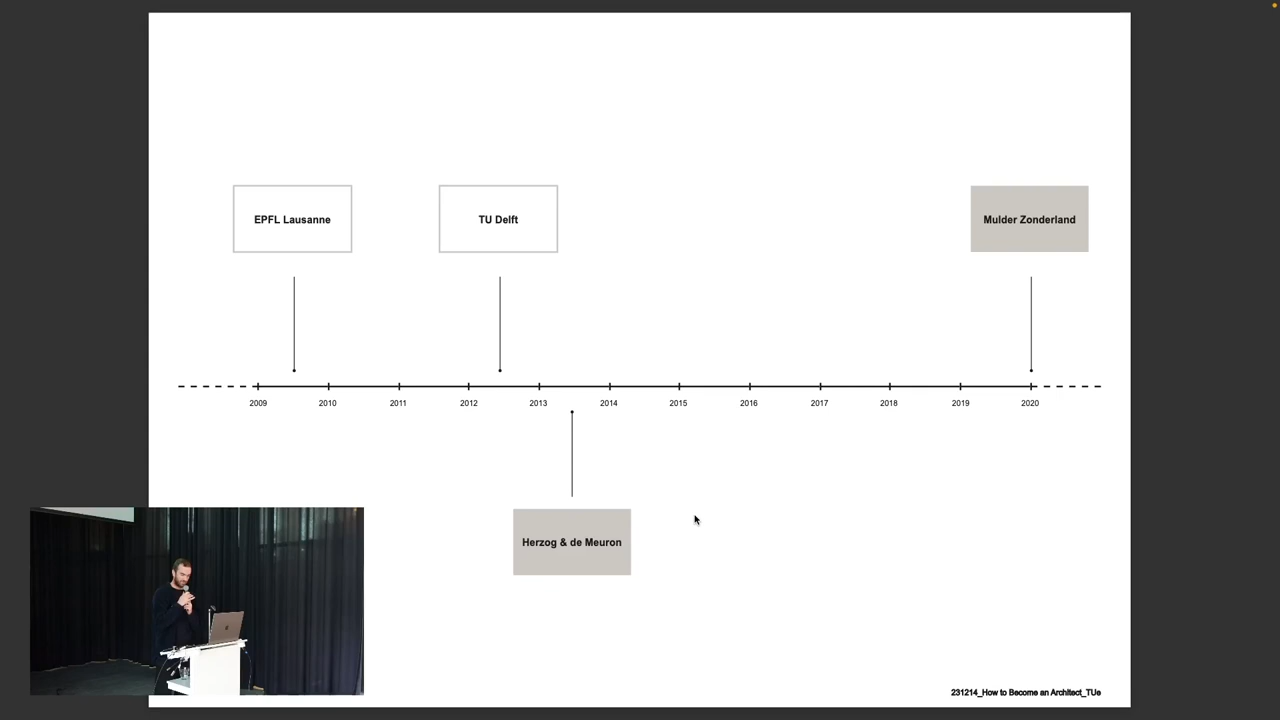 EPFL Lausanne
TU Delft
Mulder Zonderland
2009 2010 2011 2012 2013 2014 2015 2016 2017 2018 2019 2020
Herzog & de Meuron
231214_How to Become an Architect_TUe